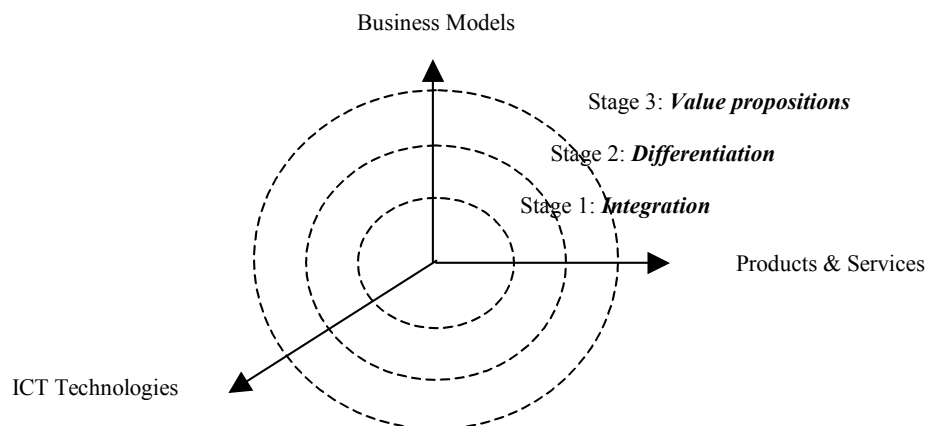 Business Models
Stage 3: Value propositions
Stage 2: Differentiation
Stage 1: Integration
Products & Services
ICT Technologies